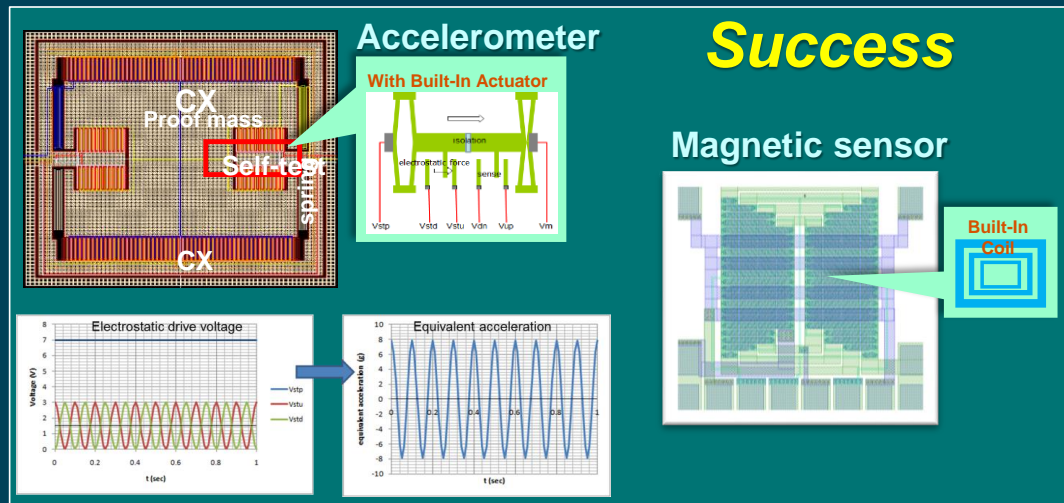 Accelerometer
Success
With Built-In Actuator
isolation
electrostatic force
sense
Vstp Vstd Vstu Vdn Vup Vm
CX
Proof mass
Self-test
CX
Magnetic sensor
Built-In
Coil
Electrostatic drive voltage
Voltage (V)
8
7
6
5
4
3
2
1
0
0 0.2 0.4 0.6 0.8 1
t (sec)
Vstp
Vstu
Vstd
Equivalent acceleration
equivalent acceleration (g)
10
8
6
4
2
0
-2
-4
-6
-8
-10
0 0.2 0.4 0.6 0.8 1
t (sec)